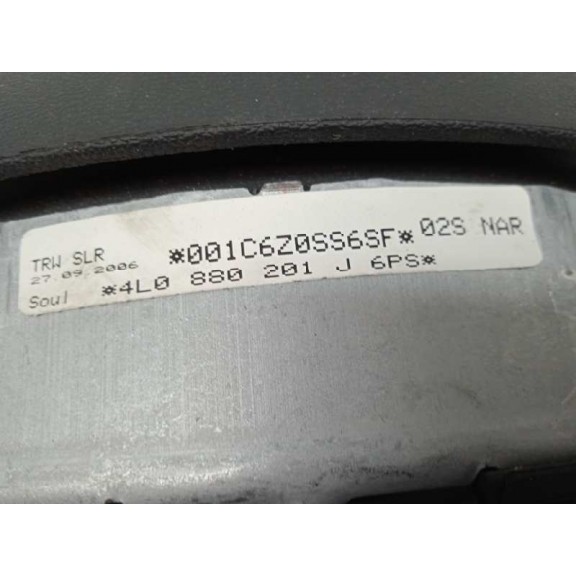 TRW SLR *001C6Z0SS6SF* 02S NAR
27.09.2006
Soul *4L0 880 201 J 6PS*